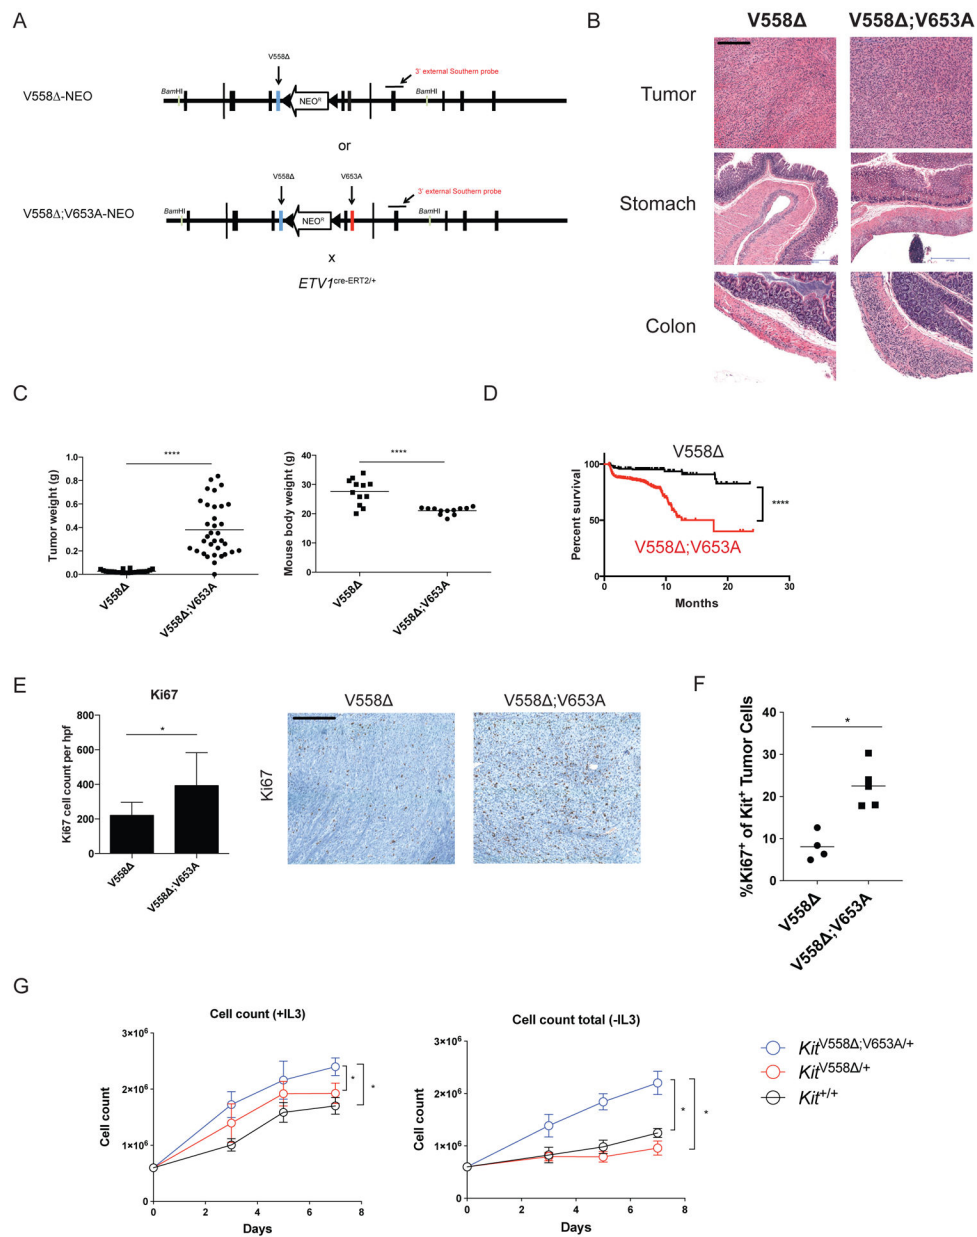 A
V558Δ
3' external Southern probe
BamHI
BamHI
V558Δ-NEO
NEOᴿ
or
V558Δ
V653A
3' external Southern probe
BamHI
BamHI
V558Δ;V653A-NEO
NEOᴿ
x
ETV1cre-ERT2/+
B
V558Δ
V558Δ;V653A
Tumor
Stomach
Colon
C
Tumor weight (g)
1.0
0.8
0.6
0.4
0.2
0.0
****
V558Δ
V558Δ;V653A
Mouse body weight (g)
40
30
20
10
0
****
V558Δ
V558Δ;V653A
D
Percent survival
100
50
0
V558Δ
V558Δ;V653A
****
0
10
20
30
Months
E
Ki67
Ki67 cell count per hpf
800
600
400
200
0
*
V558Δ
V558Δ;V653A
V558Δ
V558Δ;V653A
Ki67
F
%Ki67⁺ of Kit⁺ Tumor Cells
40
30
20
10
0
*
V558Δ
V558Δ;V653A
G
Cell count (+IL3)
Cell count
3×10⁶
2×10⁶
1×10⁶
0
0 2 4 6 8
Days
*
*
Cell count total (-IL3)
Cell count
3×10⁶
2×10⁶
1×10⁶
0
0 2 4 6 8
Days
*
*
KitV558Δ;V653A/+
KitV558Δ/+
Kit+/+